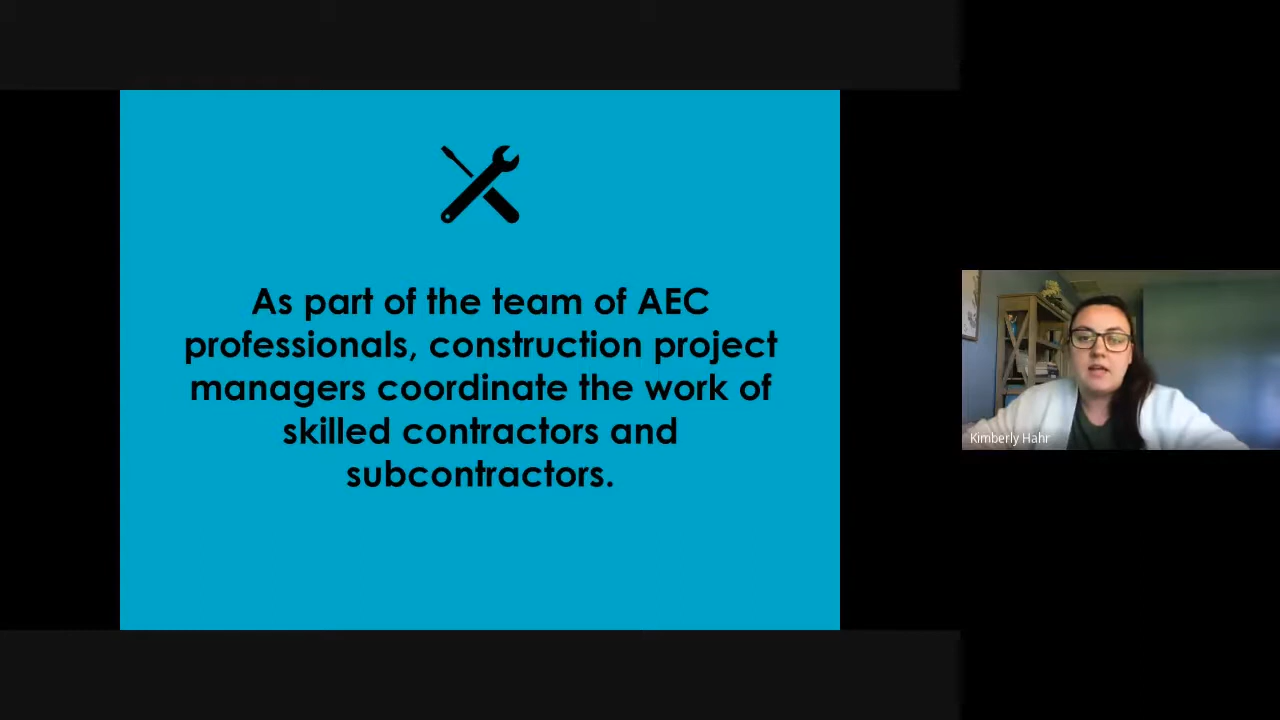 As part of the team of AEC
professionals, construction project
managers coordinate the work of
skilled contractors and
subcontractors.
Kimberly Hahr